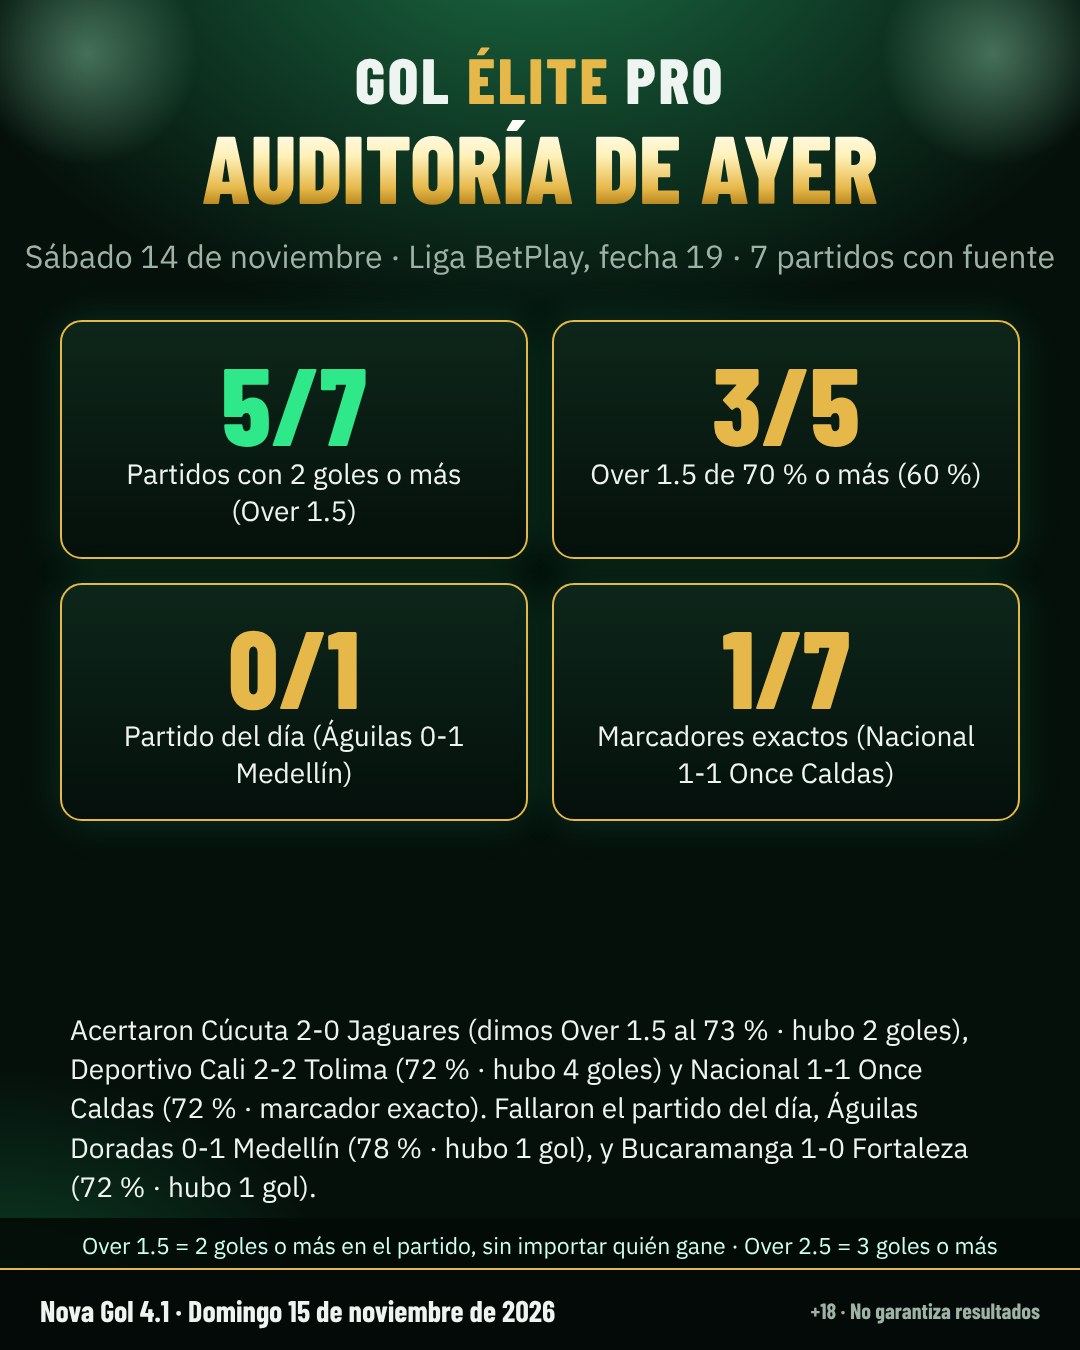 GOL ÉLITE PRO
AUDITORÍA DE AYER
Sábado 14 de noviembre · Liga BetPlay, fecha 19 · 7 partidos con fuente
5/7
Partidos con 2 goles o más
(Over 1.5)
3/5
Over 1.5 de 70 % o más (60 %)
0/1
Partido del día (Águilas 0-1
Medellín)
1/7
Marcadores exactos (Nacional
1-1 Once Caldas)
Acertaron Cúcuta 2-0 Jaguares (dimos Over 1.5 al 73 % · hubo 2 goles),
Deportivo Cali 2-2 Tolima (72 % · hubo 4 goles) y Nacional 1-1 Once
Caldas (72 % · marcador exacto). Fallaron el partido del día, Águilas
Doradas 0-1 Medellín (78 % · hubo 1 gol), y Bucaramanga 1-0 Fortaleza
(72 % · hubo 1 gol).
Over 1.5 = 2 goles o más en el partido, sin importar quién gane · Over 2.5 = 3 goles o más
Nova Gol 4.1 · Domingo 15 de noviembre de 2026
+18 · No garantiza resultados